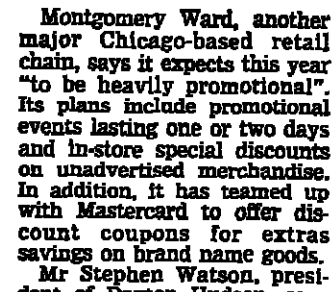 Montgomery Ward, another
major Chicago-based retail
chain, says it expects this year
"to be heavily promotional".
Its plans include promotional
events lasting one or two days
and in-store special discounts
on unadvertised merchandise.
In addition, it has teamed up
with Mastercard to offer dis-
count coupons for extras
savings on brand name goods.
Mr Stephen Watson, presi-